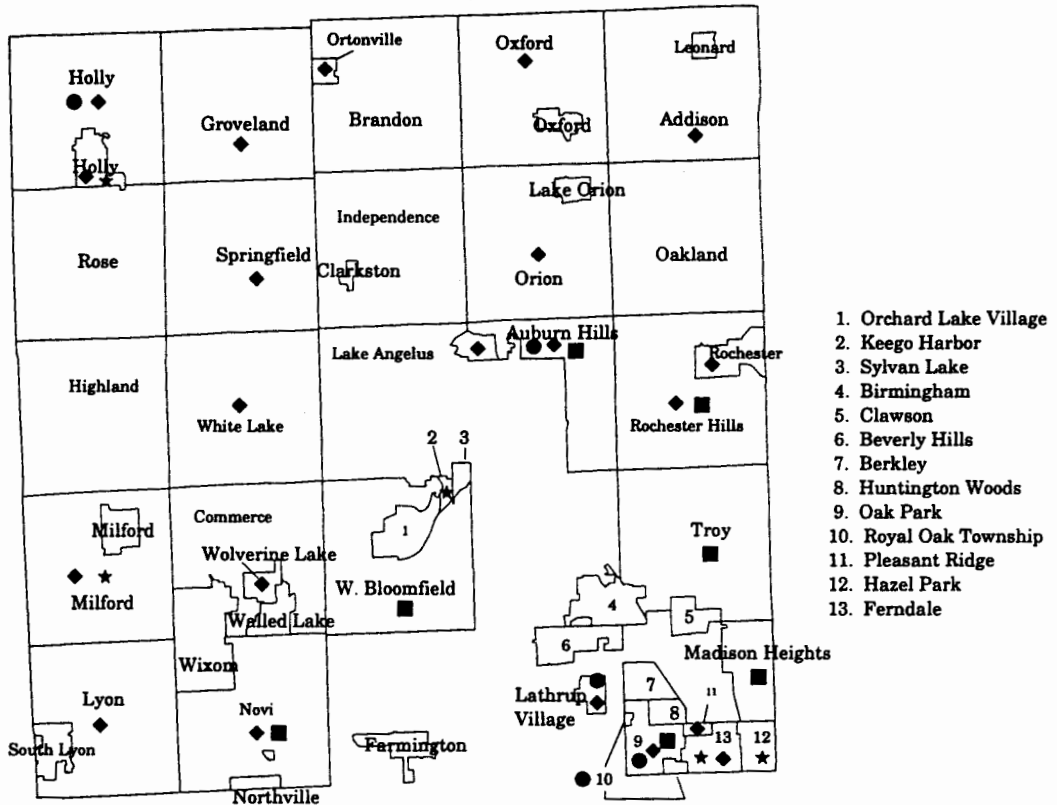 Ortonville
Oxford
Leonard
Holly
Groveland
Brandon
Oxford
Addison
Holly
Lake Orion
Independence
Rose
Springfield
Clarkston
Orion
Oakland
Lake Angelus
Auburn Hills
Rochester
Highland
White Lake
Rochester Hills
2
3
Milford
Commerce
1
Troy
Wolverine Lake
W. Bloomfield
Milford
Walled Lake
4
5
6
Wixom
Madison Heights
Lyon
Novi
Lathrup
Village
7
11
8
South Lyon
Farmington
9
13
12
10
Northville
1. Orchard Lake Village
2. Keego Harbor
3. Sylvan Lake
4. Birmingham
5. Clawson
6. Beverly Hills
7. Berkley
8. Huntington Woods
9. Oak Park
10. Royal Oak Township
11. Pleasant Ridge
12. Hazel Park
13. Ferndale